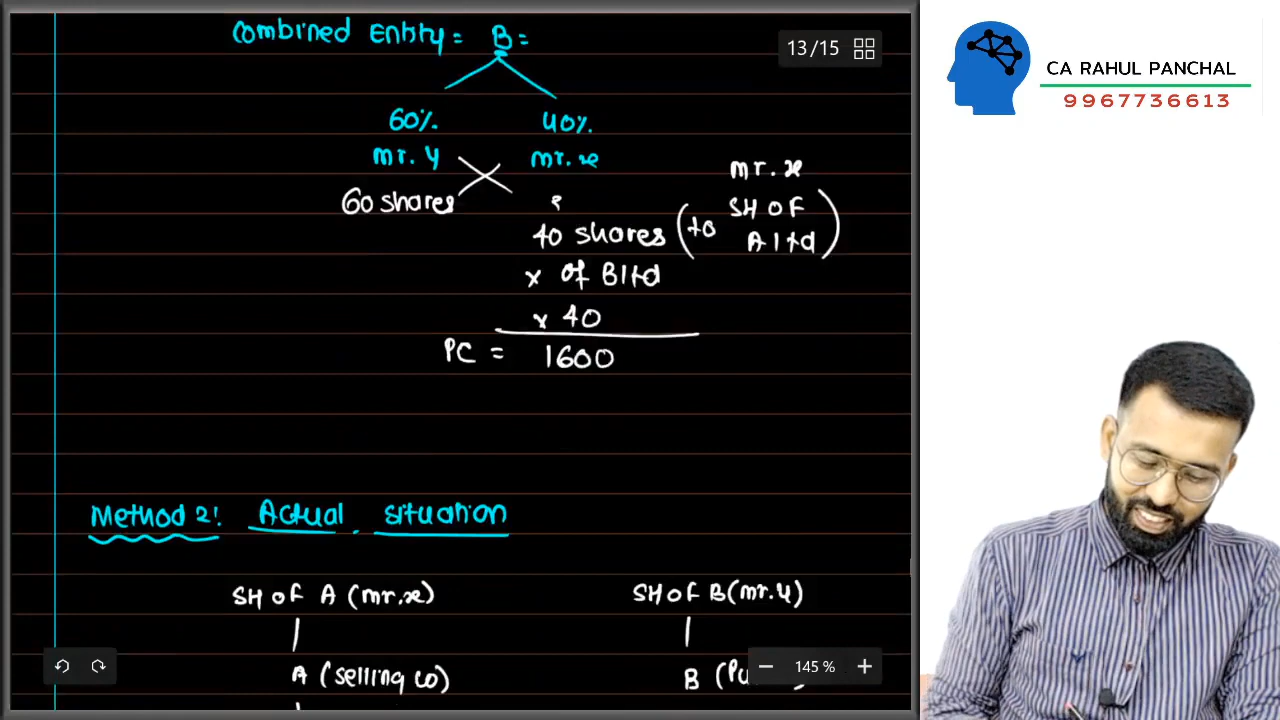 Combined Entity = B =
13/15
60% 40%
mr. y mr. x
60 shares
mr. x
40 shares (to SH OF
A ltd)
x of B ltd
x 40
PC = 1600
Method 2: Actual situation
SH OF A (mr. x) SH OF B (mr. y)
A (selling co) B (Pu
145 %
CA RAHUL PANCHAL
9967736613